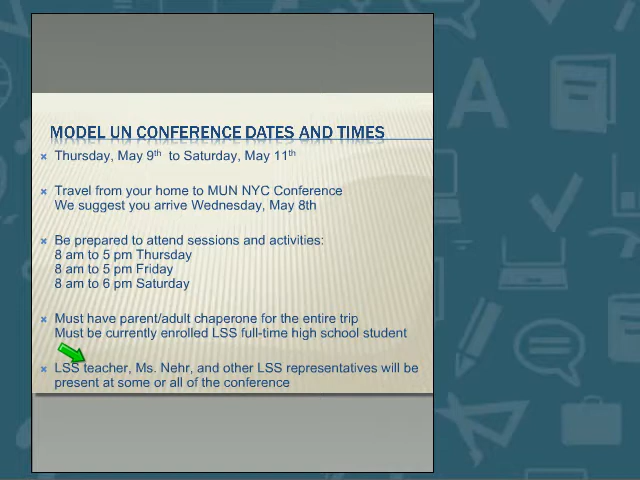 MODEL UN CONFERENCE DATES AND TIMES
Thursday, May 9th to Saturday, May 11th
Travel from your home to MUN NYC Conference
We suggest you arrive Wednesday, May 8th
Be prepared to attend sessions and activities:
8 am to 5 pm Thursday
8 am to 5 pm Friday
8 am to 6 pm Saturday
Must have parent/adult chaperone for the entire trip
Must be currently enrolled LSS full-time high school student
LSS teacher, Ms. Nehr, and other LSS representatives will be
present at some or all of the conference